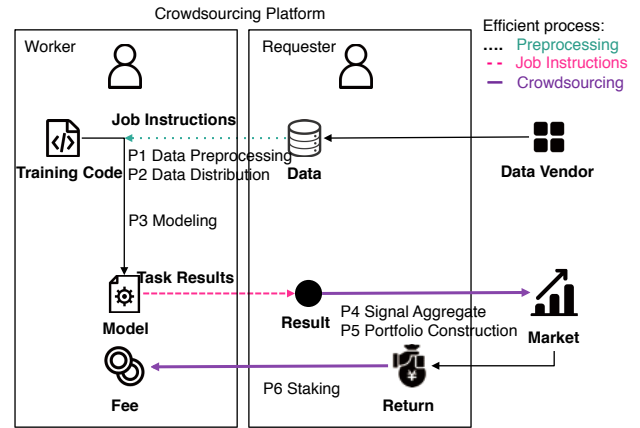 Crowdsourcing Platform
Efficient process:
Preprocessing
Job Instructions
Crowdsourcing
Worker
Requester
Job Instructions
Training Code
P1 Data Preprocessing
P2 Data Distribution
Data
Data Vendor
P3 Modeling
Task Results
Model
Result
P4 Signal Aggregate
P5 Portfolio Construction
Market
P6 Staking
Fee
¥
Return